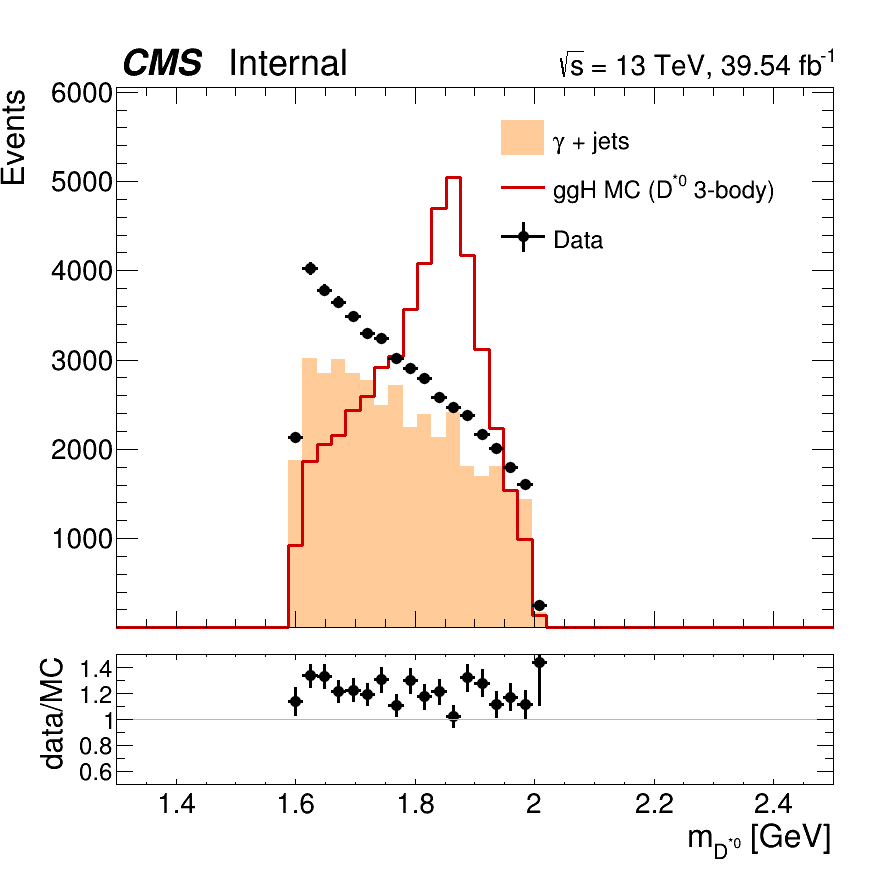 CMS Internal √s = 13 TeV, 39.54 fb⁻¹
Events
6000
5000
4000
3000
2000
1000
γ + jets
ggH MC (D*⁰ 3-body)
Data
data/MC
1.4
1.2
1
0.8
0.6
1.4 1.6 1.8 2 2.2 2.4
m_D*⁰ [GeV]